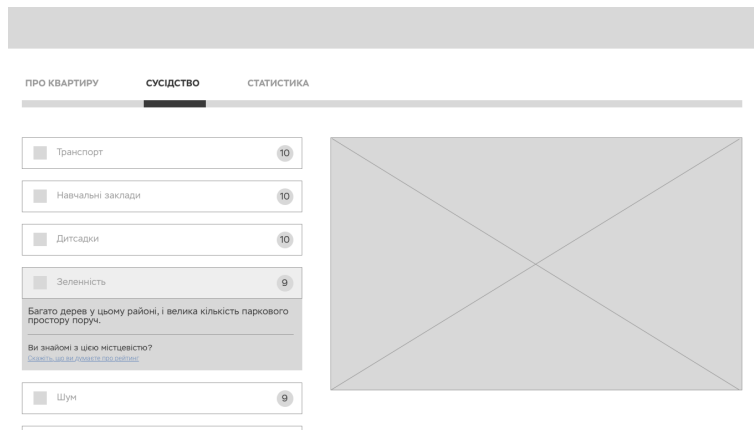 ПРО КВАРТИРУ СУСІДСТВО СТАТИСТИКА
Транспорт 10
Навчальні заклади 10
Дитсадки 10
Зеленність 9
Багато дерев у цьому районі, і велика кількість паркового
простору поруч.
Ви знайомі з цією містцевістю?
Скажіть, що ви думаєте про рейтинг
Шум 9